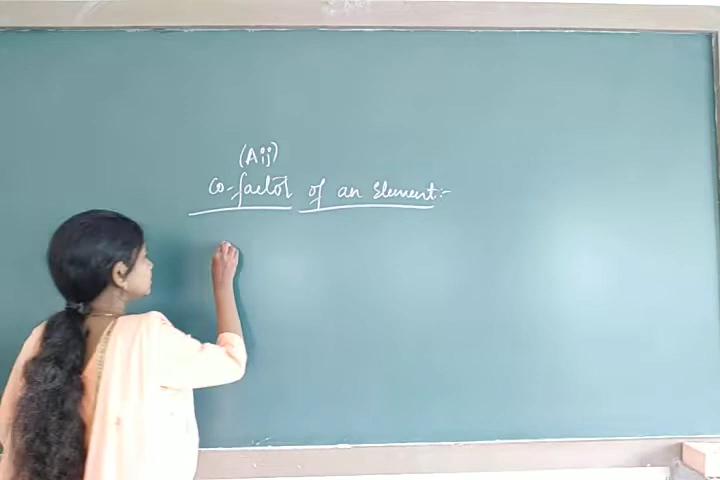 (Aij)
Co-factor of an Element:-